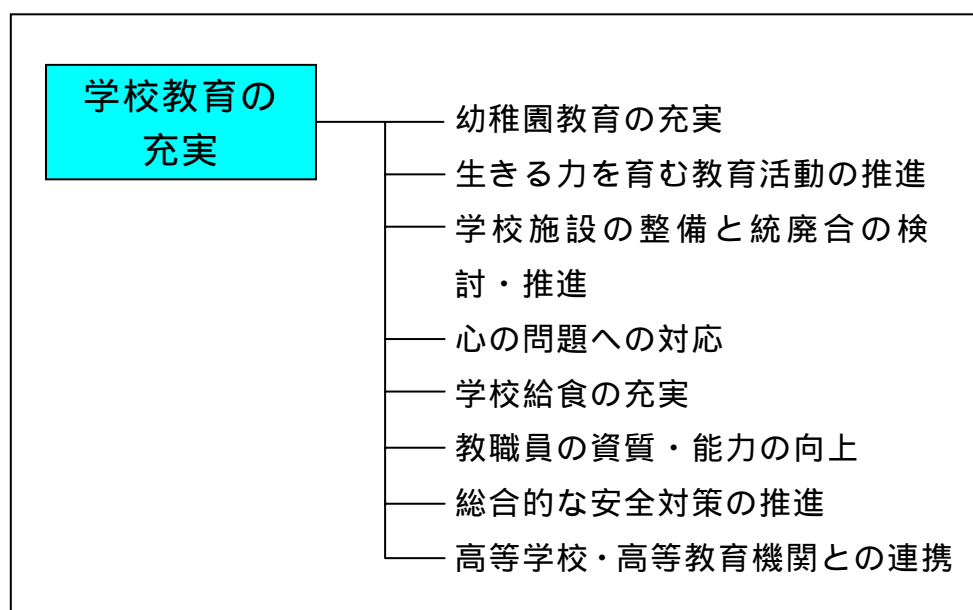 学校教育の
充実
幼稚園教育の充実
生きる力を育む教育活動の推進
学校施設の整備と統廃合の検
討・推進
心の問題への対応
学校給食の充実
教職員の資質・能力の向上
総合的な安全対策の推進
高等学校・高等教育機関との連携